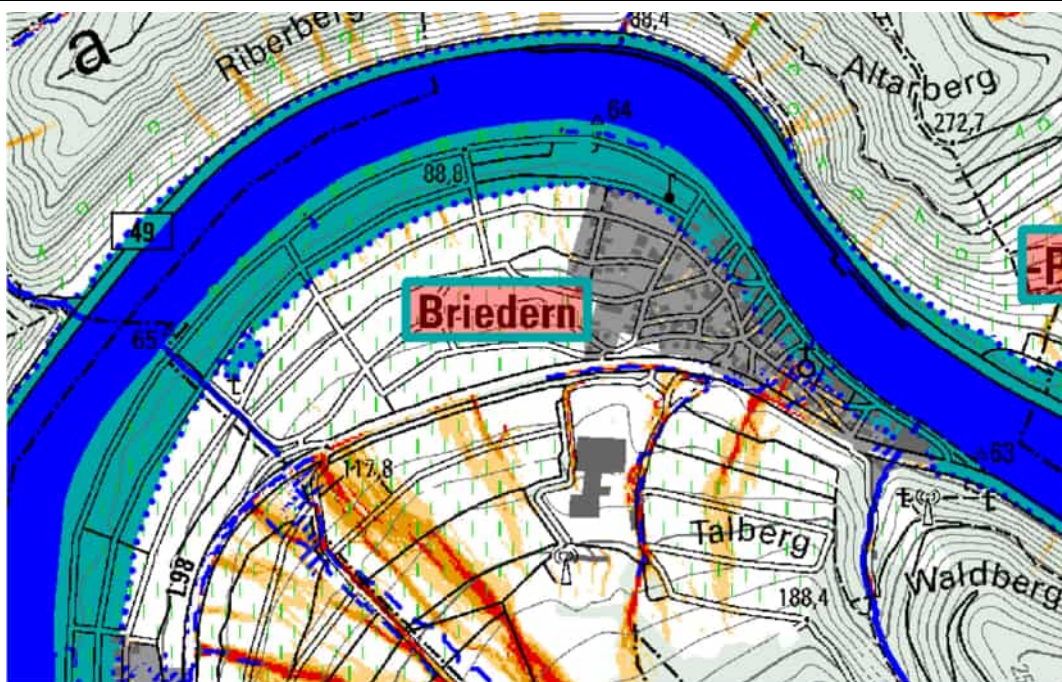 a
Riberberg
88,4
Altarberg
272,7
64
88,8
49
Briedern
65
117,8
63
Talberg
L98
188,4
Waldberg